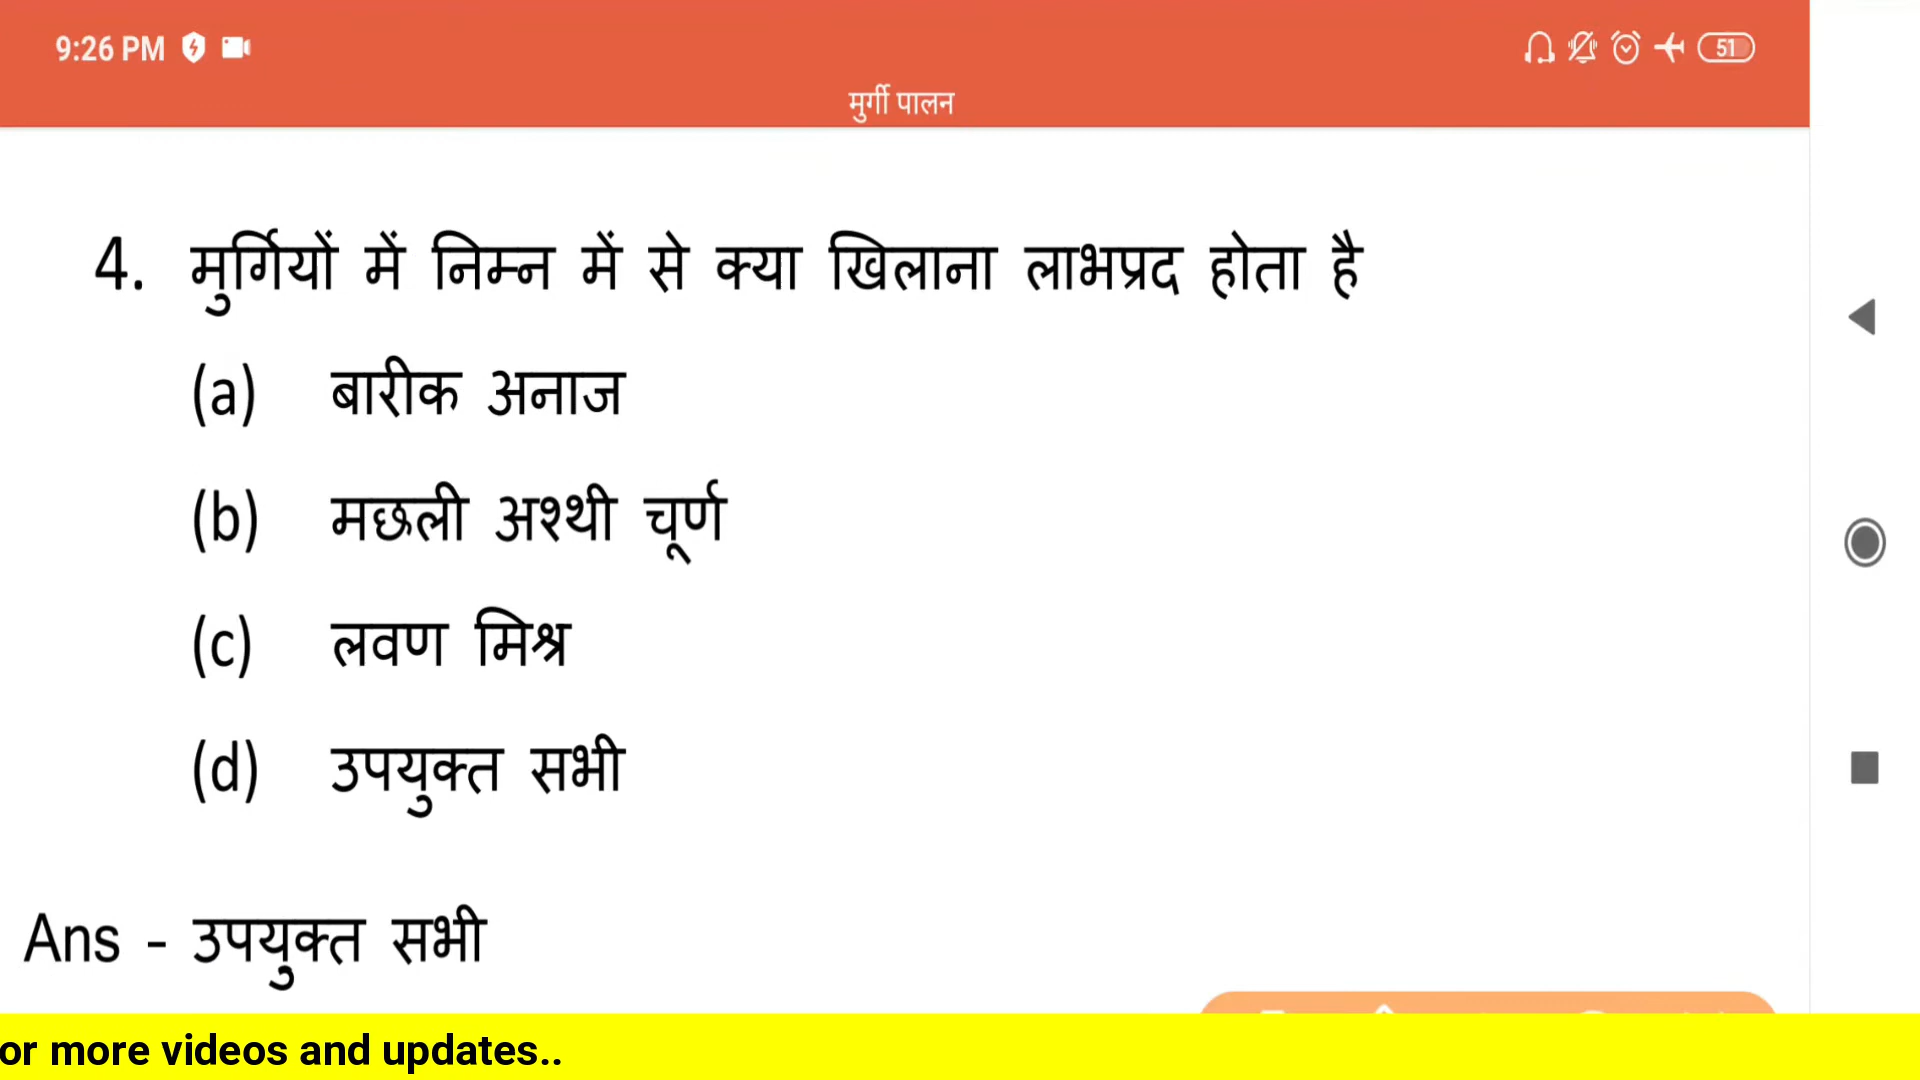 9:26 PM
51
मुर्गी पालन
4. मुर्गियों में निम्न में से क्या खिलाना लाभप्रद होता है
(a) बारीक अनाज
(b) मछली अश्थी चूर्ण
(c) लवण मिश्र
(d) उपयुक्त सभी
Ans - उपयुक्त सभी
or more videos and updates..